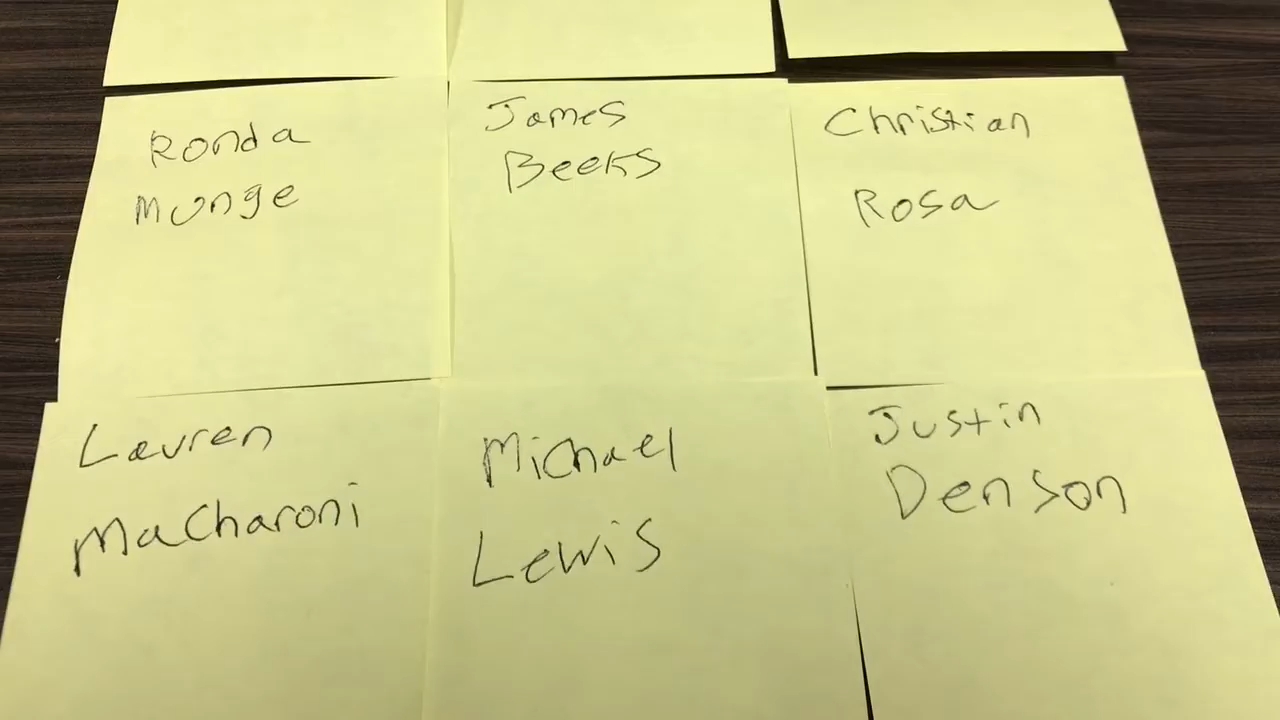 Ronda
Munge
James
Beeks
Christian
Rosa
Lauren
Macharoni
Michael
Lewis
Justin
Denson